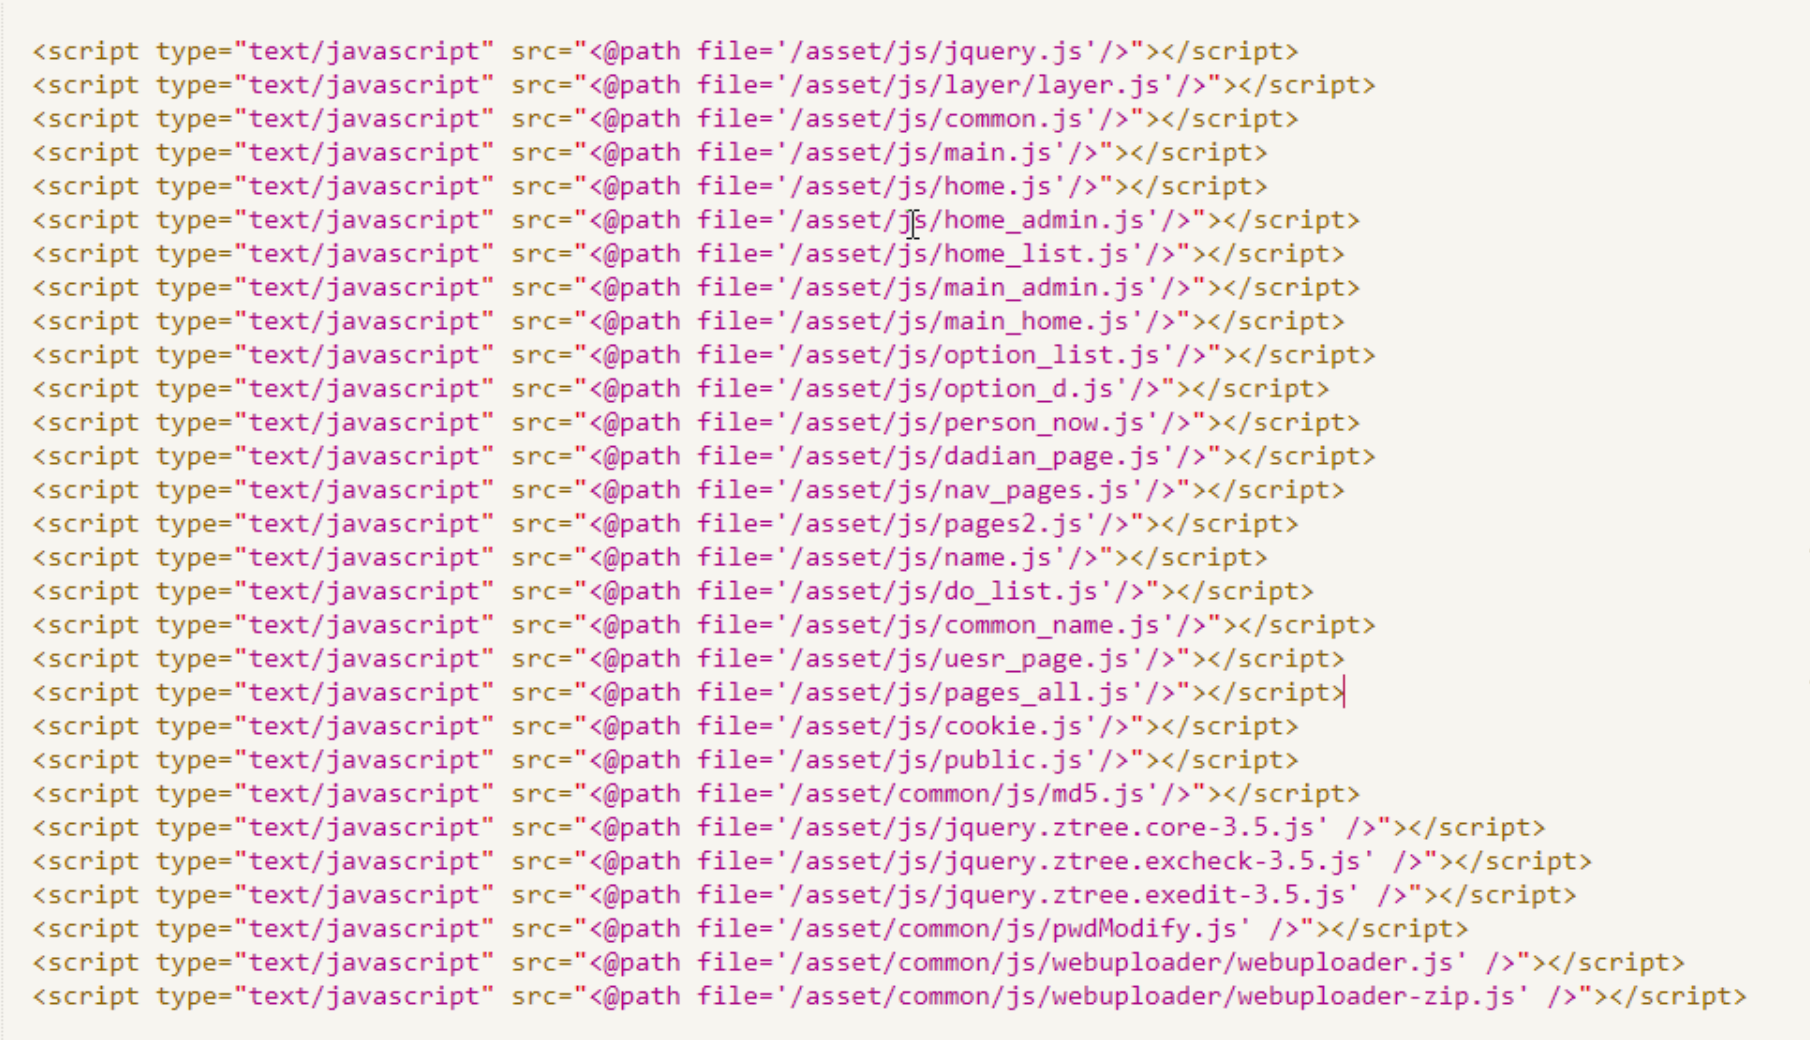 <script type="text/javascript" src="<@path file='/asset/js/jquery.js'/>"></script>
<script type="text/javascript" src="<@path file='/asset/js/layer/layer.js'/>"></script>
<script type="text/javascript" src="<@path file='/asset/js/common.js'/>"></script>
<script type="text/javascript" src="<@path file='/asset/js/main.js'/>"></script>
<script type="text/javascript" src="<@path file='/asset/js/home.js'/>"></script>
<script type="text/javascript" src="<@path file='/asset/js/home_admin.js'/>"></script>
<script type="text/javascript" src="<@path file='/asset/js/home_list.js'/>"></script>
<script type="text/javascript" src="<@path file='/asset/js/main_admin.js'/>"></script>
<script type="text/javascript" src="<@path file='/asset/js/main_home.js'/>"></script>
<script type="text/javascript" src="<@path file='/asset/js/option_list.js'/>"></script>
<script type="text/javascript" src="<@path file='/asset/js/option_d.js'/>"></script>
<script type="text/javascript" src="<@path file='/asset/js/person_now.js'/>"></script>
<script type="text/javascript" src="<@path file='/asset/js/dadian_page.js'/>"></script>
<script type="text/javascript" src="<@path file='/asset/js/nav_pages.js'/>"></script>
<script type="text/javascript" src="<@path file='/asset/js/pages2.js'/>"></script>
<script type="text/javascript" src="<@path file='/asset/js/name.js'/>"></script>
<script type="text/javascript" src="<@path file='/asset/js/do_list.js'/>"></script>
<script type="text/javascript" src="<@path file='/asset/js/common_name.js'/>"></script>
<script type="text/javascript" src="<@path file='/asset/js/uesr_page.js'/>"></script>
<script type="text/javascript" src="<@path file='/asset/js/pages_all.js'/>"></script>
<script type="text/javascript" src="<@path file='/asset/js/cookie.js'/>"></script>
<script type="text/javascript" src="<@path file='/asset/js/public.js'/>"></script>
<script type="text/javascript" src="<@path file='/asset/common/js/md5.js'/>"></script>
<script type="text/javascript" src="<@path file='/asset/js/jquery.ztree.core-3.5.js' />"></script>
<script type="text/javascript" src="<@path file='/asset/js/jquery.ztree.excheck-3.5.js' />"></script>
<script type="text/javascript" src="<@path file='/asset/js/jquery.ztree.exedit-3.5.js' />"></script>
<script type="text/javascript" src="<@path file='/asset/common/js/pwdModify.js' />"></script>
<script type="text/javascript" src="<@path file='/asset/common/js/webuploader/webuploader.js' />"></script>
<script type="text/javascript" src="<@path file='/asset/common/js/webuploader/webuploader-zip.js' />"></script>